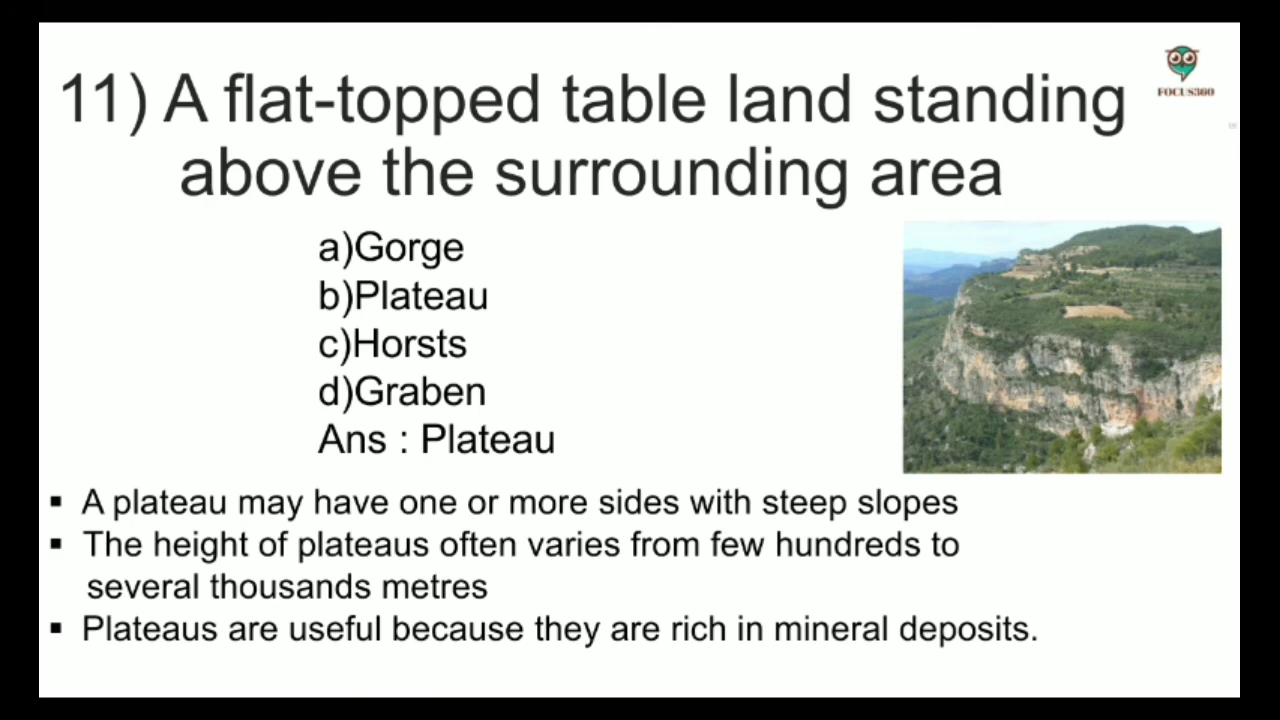 11) A flat-topped table land standing
above the surrounding area
FOCUS360
a)Gorge
b)Plateau
c)Horsts
d)Graben
Ans : Plateau
▪ A plateau may have one or more sides with steep slopes
▪ The height of plateaus often varies from few hundreds to
several thousands metres
▪ Plateaus are useful because they are rich in mineral deposits.